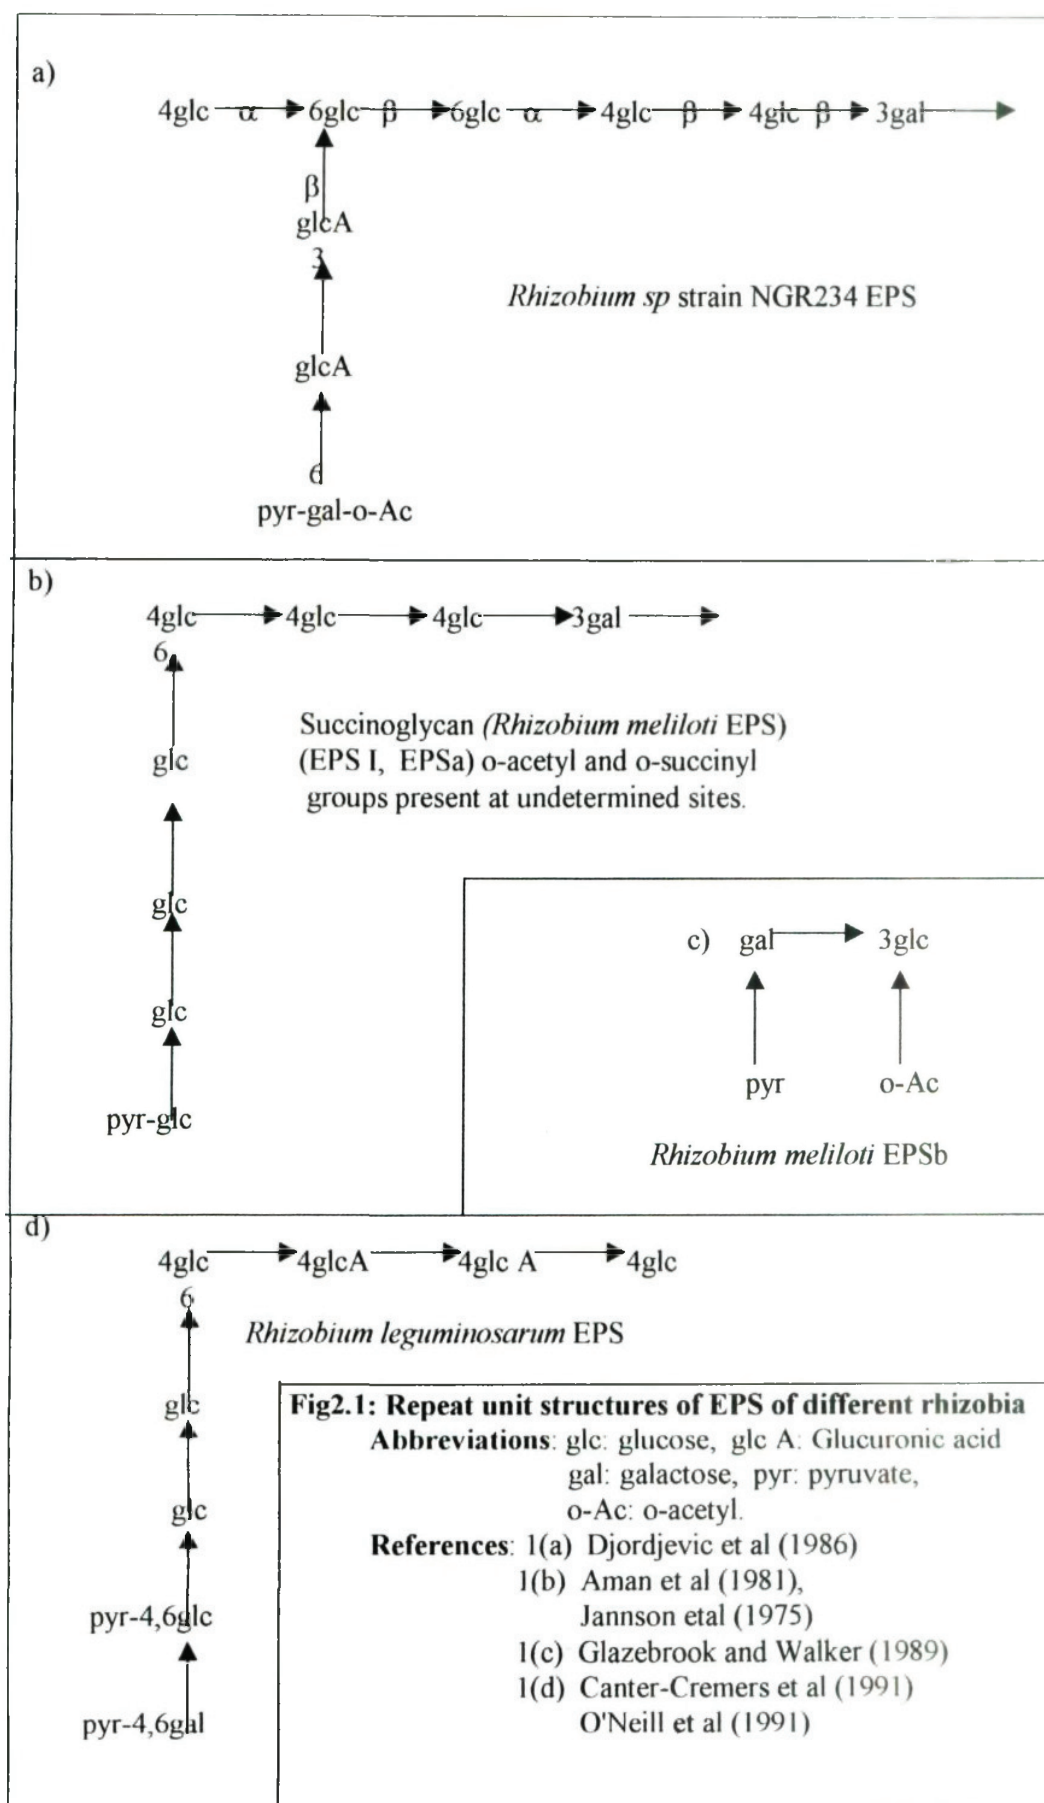 a)
4glc α 6glc β 6glc α 4glc β 4glc β 3gal
β
glcA
3
Rhizobium sp strain NGR234 EPS
glcA
6
pyr-gal-o-Ac
b)
4glc 4glc 4glc 3gal
6
Succinoglycan (Rhizobium meliloti EPS)
glc (EPS I, EPSa) o-acetyl and o-succinyl
groups present at undetermined sites.
glc
c) gal 3glc
glc
pyr o-Ac
pyr-glc
Rhizobium meliloti EPSb
d)
4glc 4glcA 4glc A 4glc
6
Rhizobium leguminosarum EPS
glc
glc
pyr-4,6glc
pyr-4,6gal
Fig2.1: Repeat unit structures of EPS of different rhizobia
Abbreviations: glc: glucose, glc A: Glucuronic acid
gal: galactose, pyr: pyruvate,
o-Ac: o-acetyl.
References: 1(a) Djordjevic et al (1986)
1(b) Aman et al (1981),
Jannson etal (1975)
1(c) Glazebrook and Walker (1989)
1(d) Canter-Cremers et al (1991)
O'Neill et al (1991)